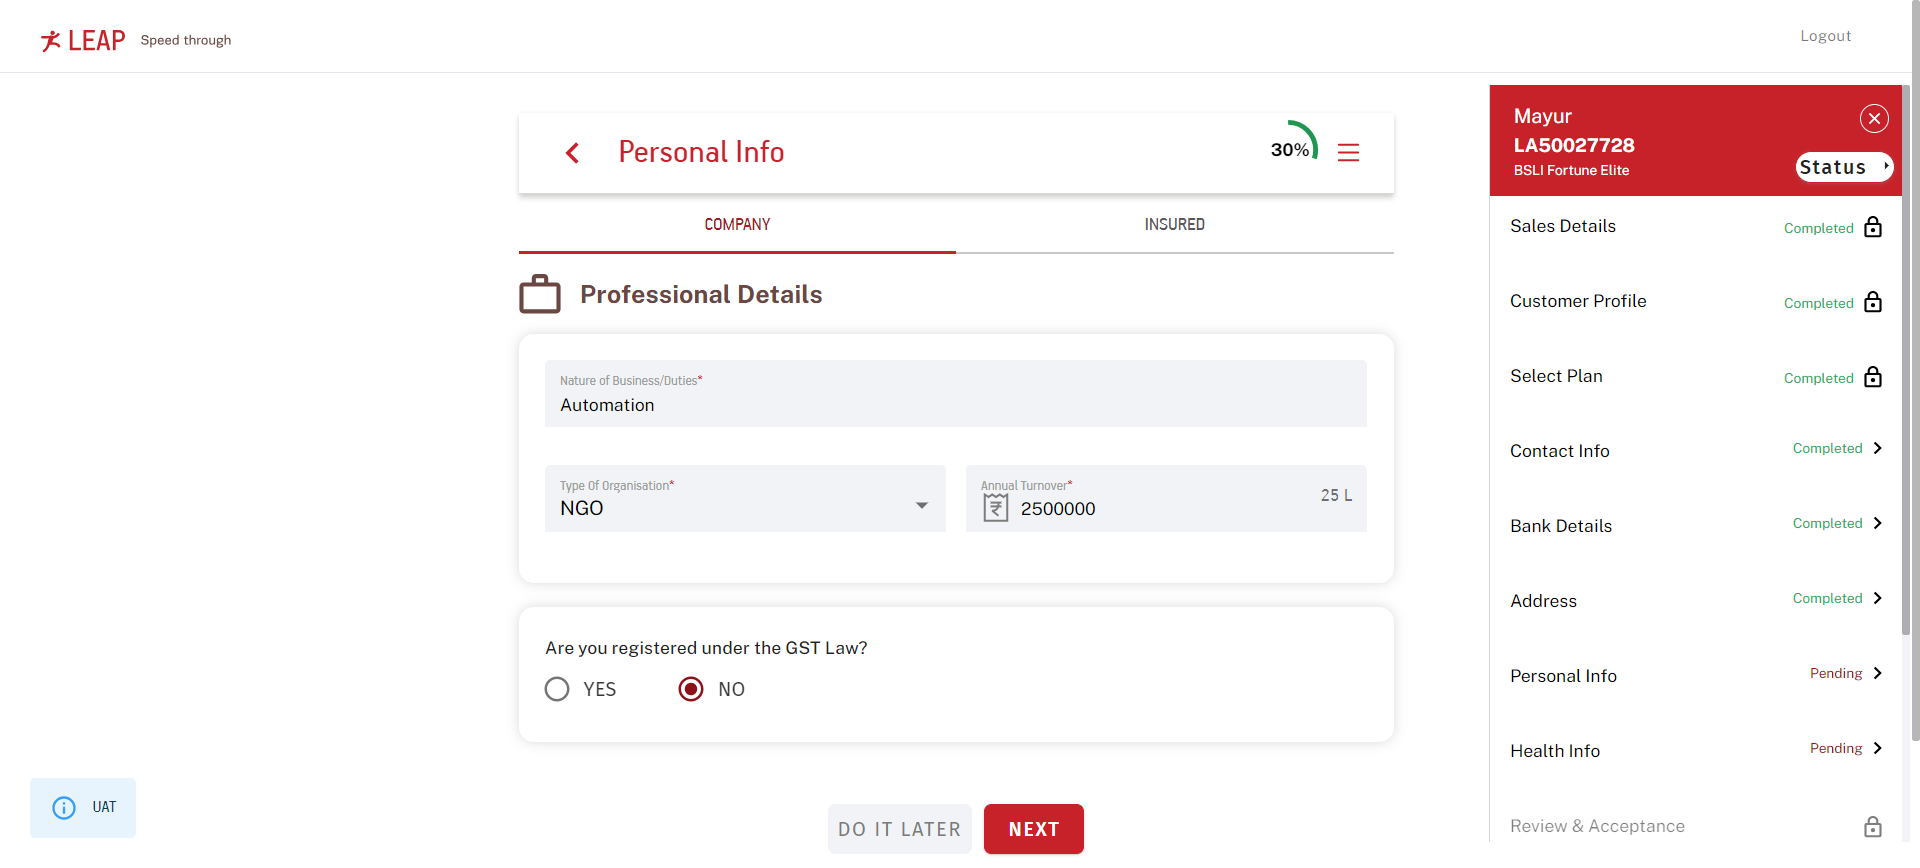 LEAP Speed through
Logout
Personal Info
30%
COMPANY
INSURED
Professional Details
Nature of Business/Duties*
Automation
Type Of Organisation*
NGO
Annual Turnover*
2500000
25 L
Are you registered under the GST Law?
YES
NO
DO IT LATER
NEXT
UAT
Mayur
LA50027728
BSLI Fortune Elite
Status
Sales Details Completed
Customer Profile Completed
Select Plan Completed
Contact Info Completed
Bank Details Completed
Address Completed
Personal Info Pending
Health Info Pending
Review & Acceptance